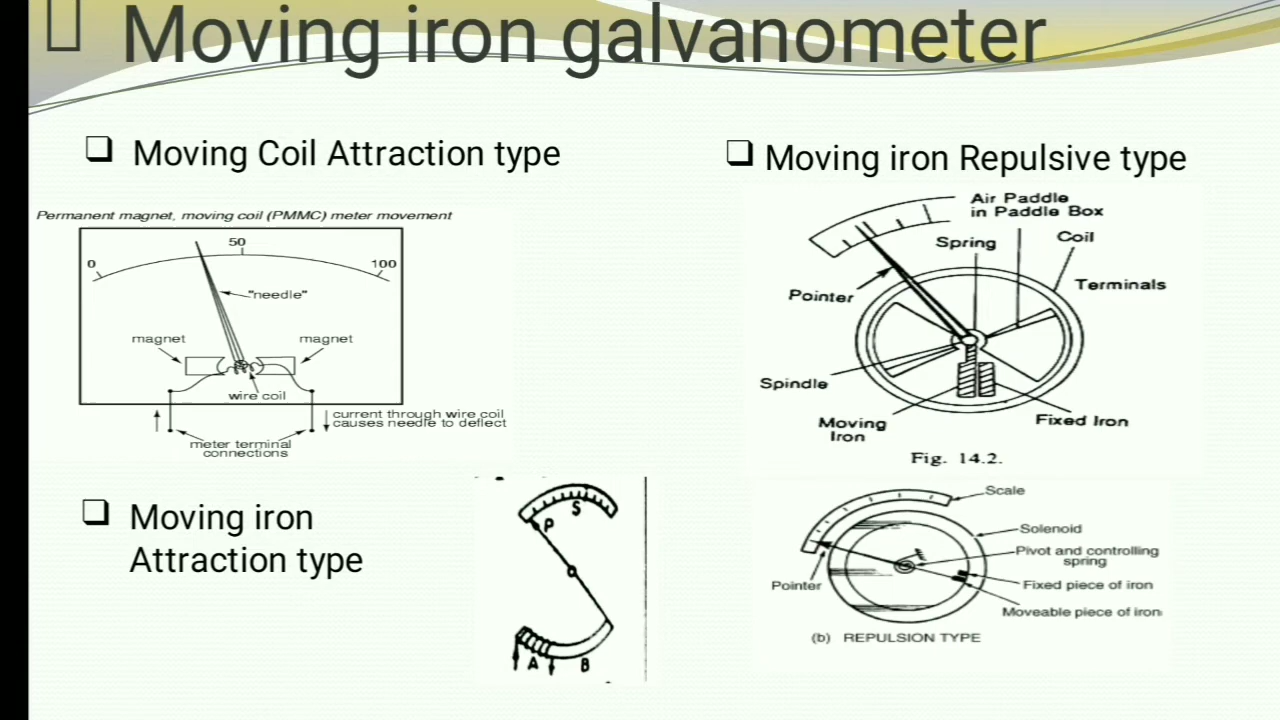 Moving iron galvanometer
Moving Coil Attraction type
Permanent magnet, moving coil (PMMC) meter movement
50
0
100
"needle"
magnet
magnet
wire coil
current through wire coil
causes needle to deflect
meter terminal
connections
Moving iron Repulsive type
Air Paddle
in Paddle Box
Spring
Coil
Terminals
Pointer
Spindle
Moving
Iron
Fixed Iron
Fig. 14.2.
Moving iron
Attraction type
S
P
A
B
Scale
Solenoid
Pivot and controlling
spring
Pointer
Fixed piece of iron
Moveable piece of iron
(b) REPULSION TYPE